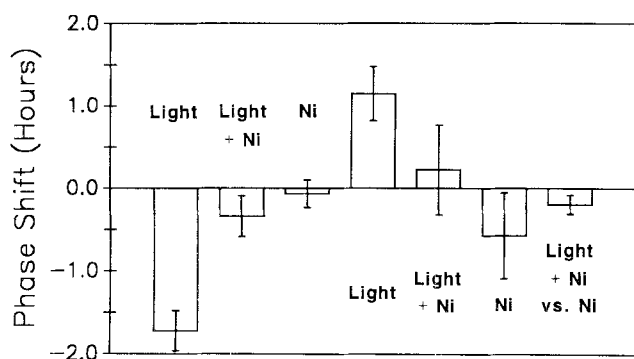 Phase Shift (Hours)
2.0
1.0
0.0
-1.0
-2.0
Light
Light
+ Ni
Ni
Light
Light
+ Ni
Ni
Light
+ Ni
vs. Ni